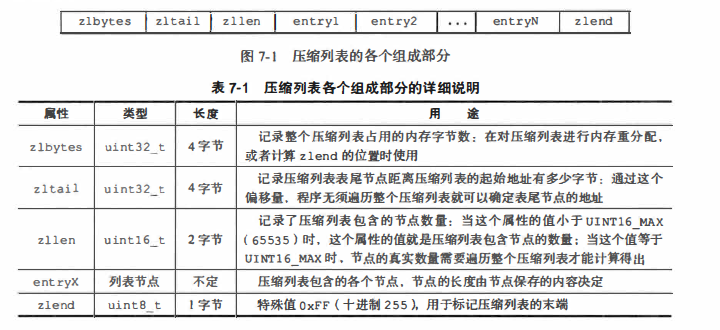 zlbytes zltail zllen entry1 entry2 ... entryN zlend
图 7-1 压缩列表的各个组成部分
表 7-1 压缩列表各个组成部分的详细说明
属性 类型 长度 用 途
zlbytes uint32_t 4 字节 记录整个压缩列表占用的内存字节数：在对压缩列表进行内存重分配，
或者计算 zlend 的位置时使用
zltail uint32_t 4 字节 记录压缩列表表尾节点距离压缩列表的起始地址有多少字节：通过这个
偏移量，程序无须遍历整个压缩列表就可以确定表尾节点的地址
zllen uint16_t 2 字节 记录了压缩列表包含的节点数量：当这个属性的值小于 UINT16_MAX
（65535）时，这个属性的值就是压缩列表包含节点的数量；当这个值等于
UINT16_MAX 时，节点的真实数量需要遍历整个压缩列表才能计算得出
entryX 列表节点 不定 压缩列表包含的各个节点，节点的长度由节点保存的内容决定
zlend uint8_t 1 字节 特殊值 0xFF（十进制 255），用于标记压缩列表的末端